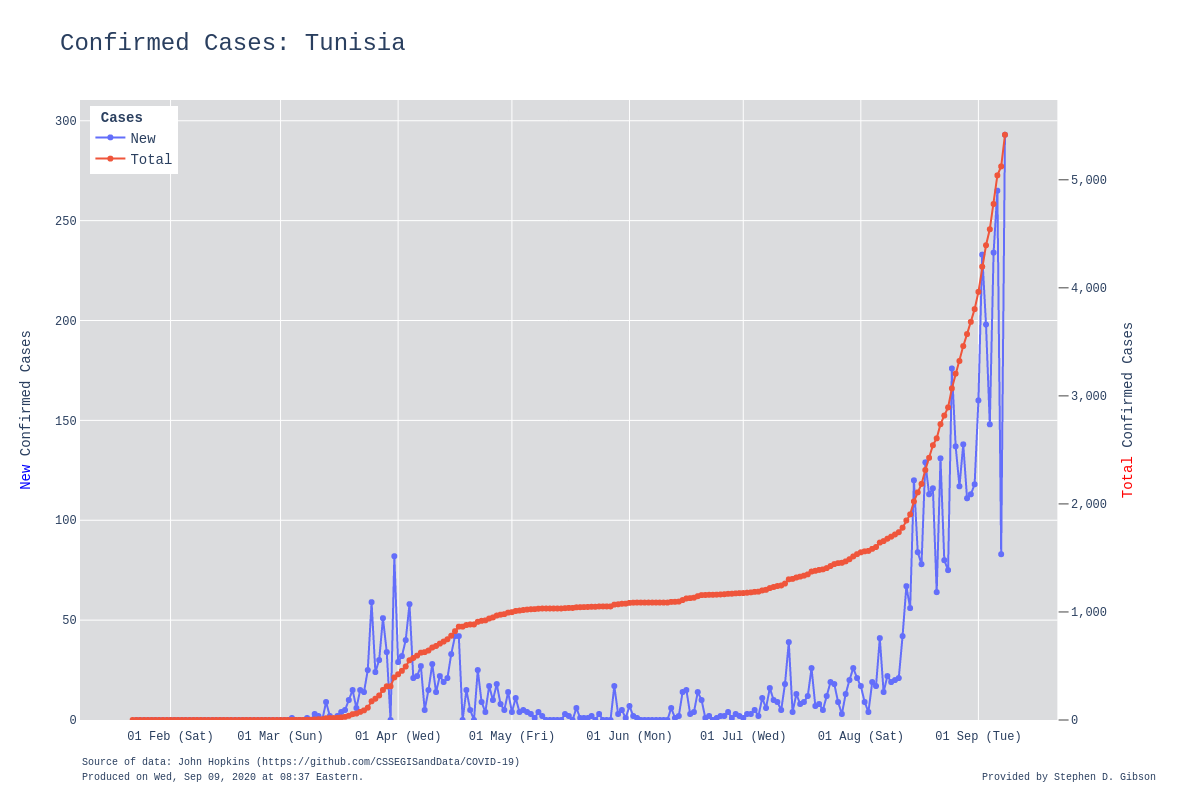 Confirmed Cases: Tunisia
Cases
New
Total
300
250
200
150
100
50
0
5,000
4,000
3,000
2,000
1,000
0
New Confirmed Cases
Total Confirmed Cases
01 Feb (Sat) 01 Mar (Sun) 01 Apr (Wed) 01 May (Fri) 01 Jun (Mon) 01 Jul (Wed) 01 Aug (Sat) 01 Sep (Tue)
Source of data: John Hopkins (https://github.com/CSSEGISandData/COVID-19)
Produced on Wed, Sep 09, 2020 at 08:37 Eastern.
Provided by Stephen D. Gibson